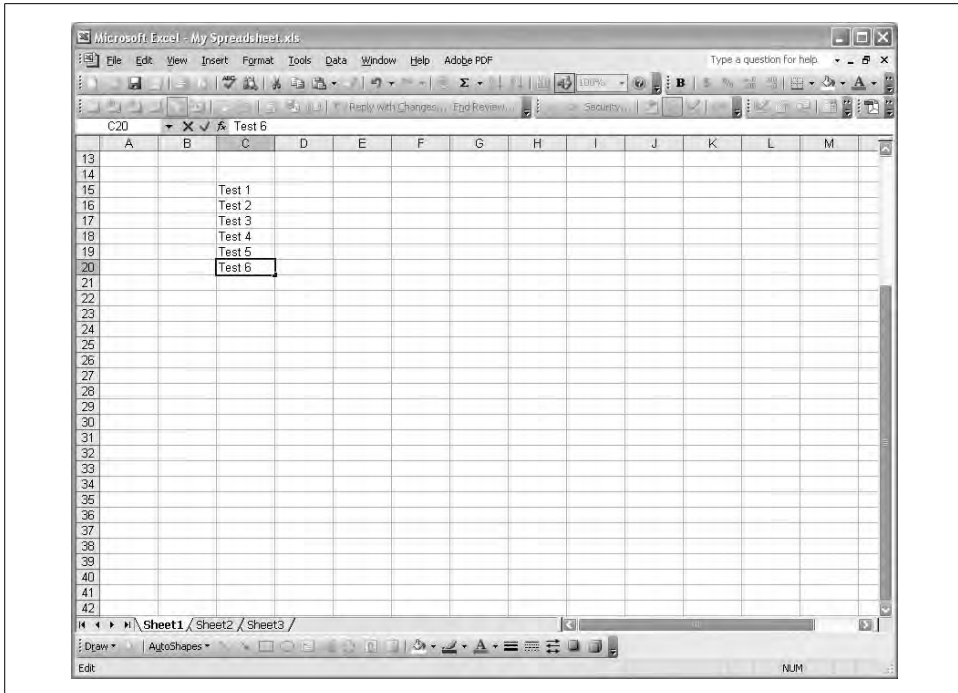 Microsoft Excel - My Spreadsheet.xls
File Edit View Insert Format Tools Data Window Help Adobe PDF Type a question for help
ABC Σ 100% B $ % A
Reply with Changes... End Review... Security...
C20 fx Test 6
A B C D E F G H I J K L M
13
14
15 Test 1
16 Test 2
17 Test 3
18 Test 4
19 Test 5
20 Test 6
21
22
23
24
25
26
27
28
29
30
31
32
33
34
35
36
37
38
39
40
41
42
Sheet1 / Sheet2 / Sheet3 /
Draw AutoShapes A
Edit NUM